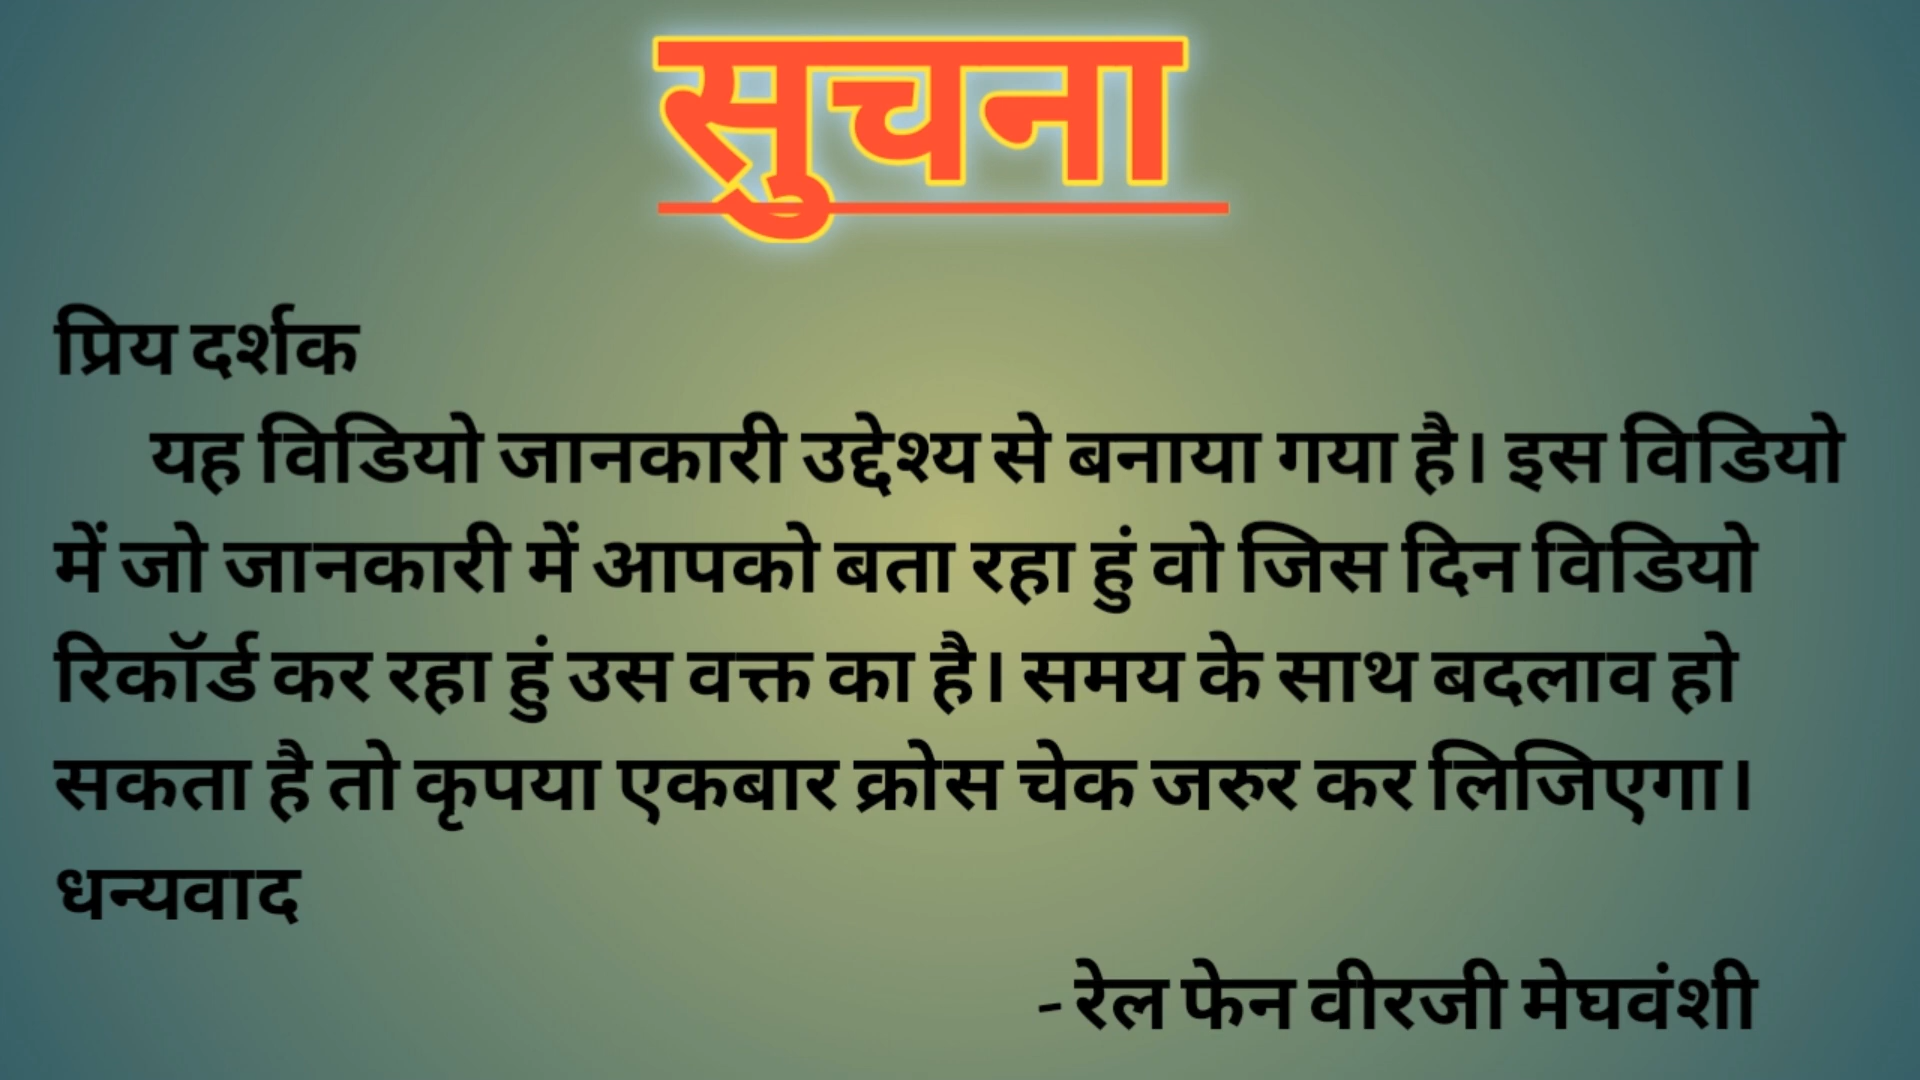 सुचना
प्रिय दर्शक
यह विडियो जानकारी उद्देश्य से बनाया गया है। इस विडियो
में जो जानकारी में आपको बता रहा हुं वो जिस दिन विडियो
रिकॉर्ड कर रहा हुं उस वक्त का है। समय के साथ बदलाव हो
सकता है तो कृपया एकबार क्रोस चेक जरुर कर लिजिएगा।
धन्यवाद
- रेल फेन वीरजी मेघवंशी